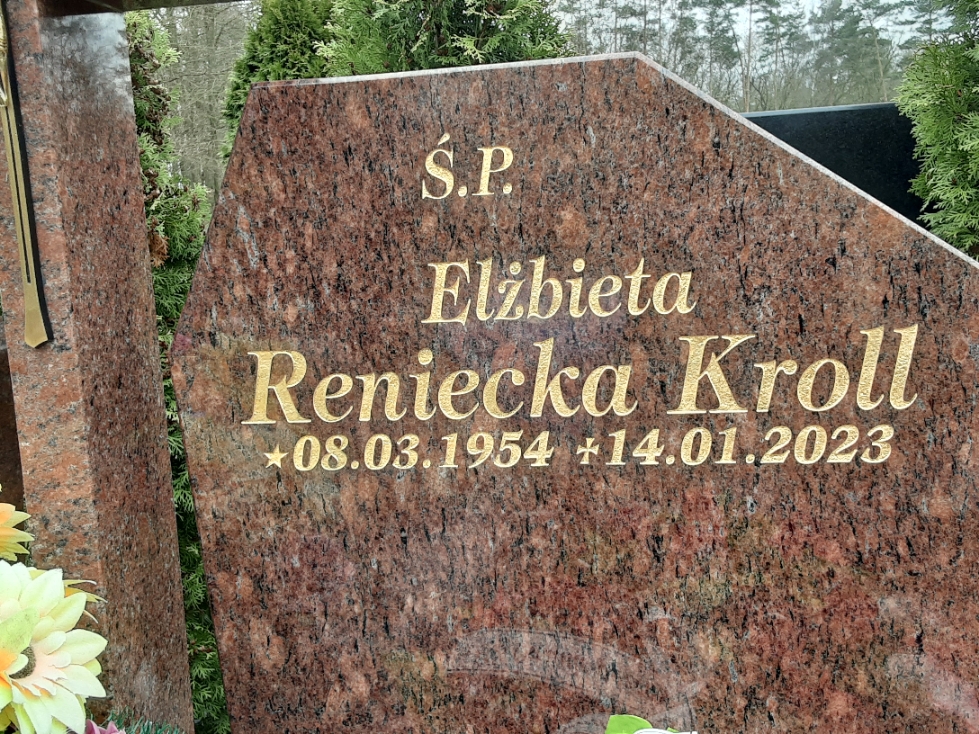 Ś.P.
Elżbieta
Reniecka Kroll
★08.03.1954 ✝14.01.2023